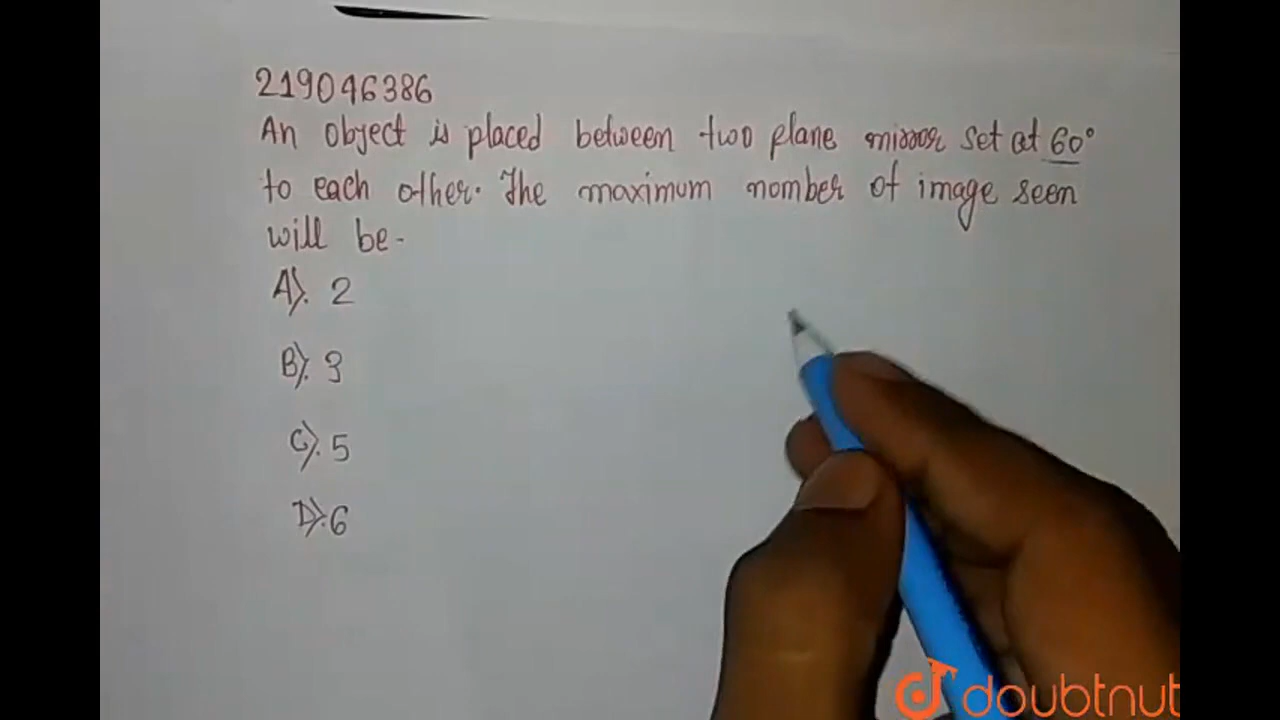 219046386
An object is placed between two plane mirror set at 60°
to each other. The maximum nomber of image seen
will be.
A). 2
B). 3
C). 5
D). 6
doubtnut